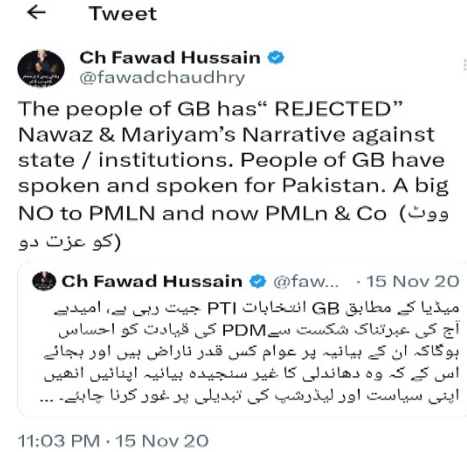 Tweet
Ch Fawad Hussain
@fawadchaudhry
The people of GB has“ REJECTED”
Nawaz & Mariyam’s Narrative against
state / institutions. People of GB have
spoken and spoken for Pakistan. A big
NO to PMLN and now PMLn & Co (ووٹ
کو عزت دو)
Ch Fawad Hussain @faw... · 15 Nov 20
میڈیا کے مطابق GB انتخابات PTI جیت رہی ہے، امیدہے
آج کی عبرتناک شکست سےPDM کی قیادت کو احساس
ہوگاکہ ان کے بیانیہ پر عوام کس قدر ناراض ہیں اور بجائے
اس کے کہ وہ دھاندلی کا غیر سنجیدہ بیانیہ اپنائیں انھیں
اپنی سیاست اور لیڈرشپ کی تبدیلی پر غور کرنا چاہئے۔ ...
11:03 PM · 15 Nov 20